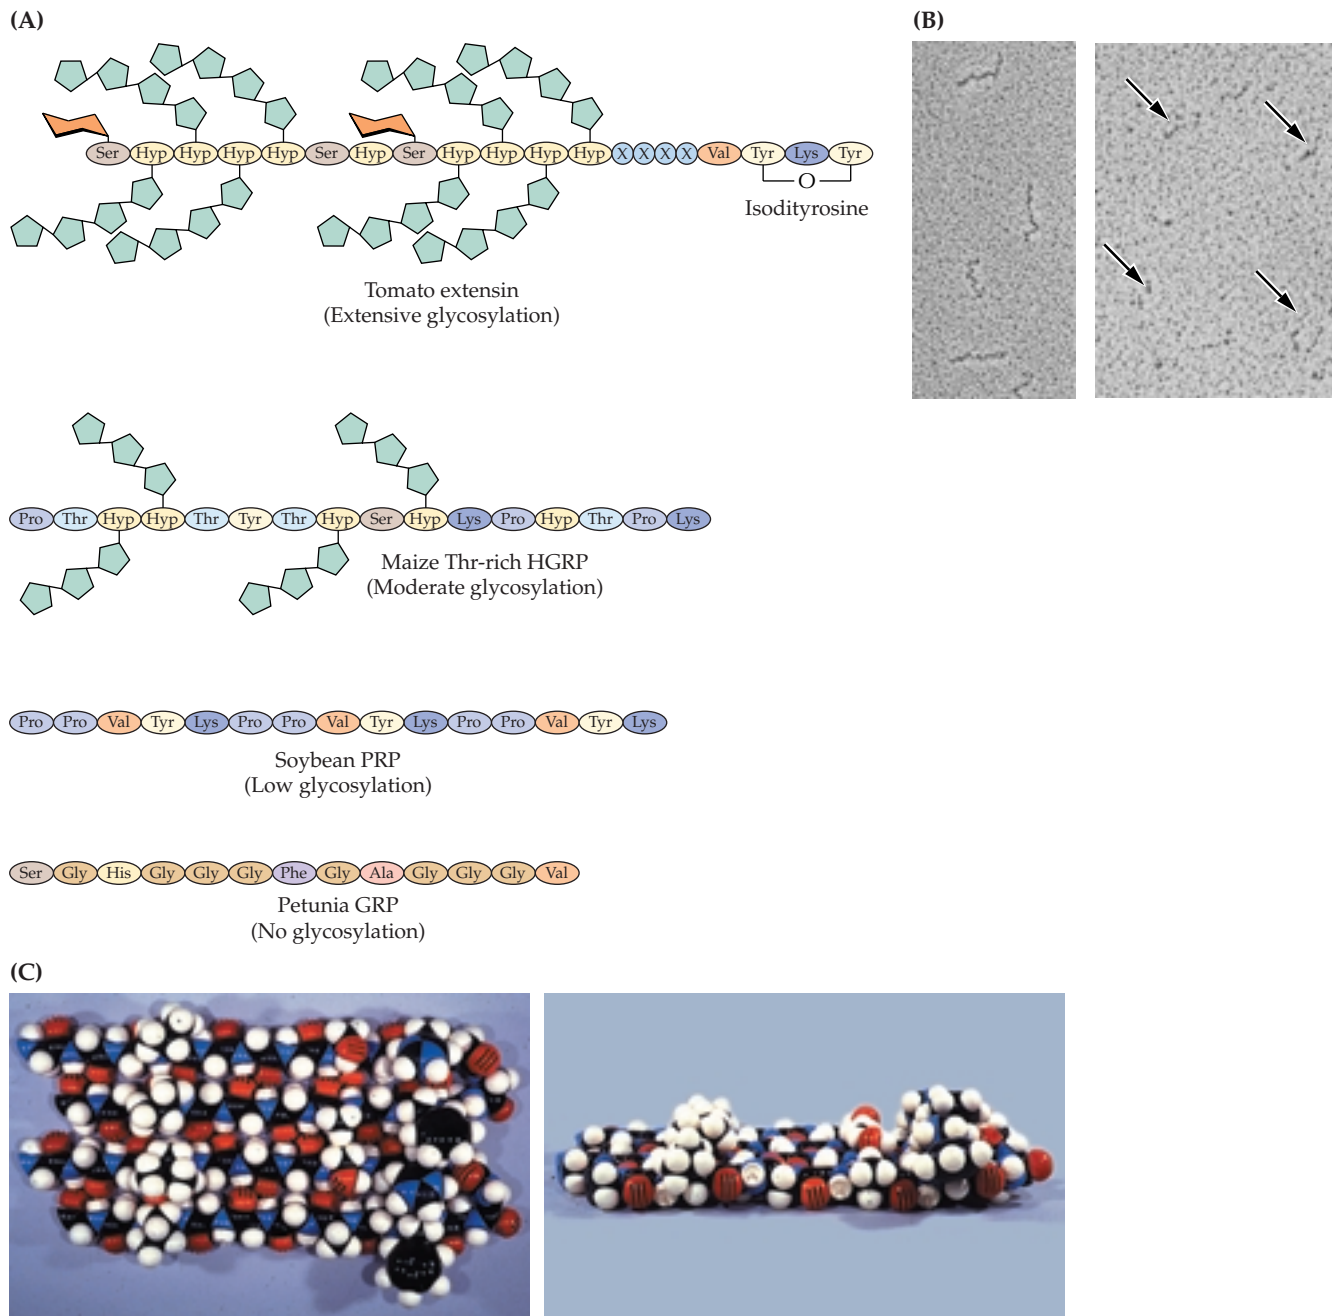 (A)
(B)
Ser Hyp Hyp Hyp Hyp Ser Hyp Ser Hyp Hyp Hyp Hyp X X X X Val Tyr Lys Tyr
O
Isodityrosine
Tomato extensin
(Extensive glycosylation)
Pro Thr Hyp Hyp Thr Tyr Thr Hyp Ser Hyp Lys Pro Hyp Thr Pro Lys
Maize Thr-rich HGRP
(Moderate glycosylation)
Pro Pro Val Tyr Lys Pro Pro Val Tyr Lys Pro Pro Val Tyr Lys
Soybean PRP
(Low glycosylation)
Ser Gly His Gly Gly Gly Phe Gly Ala Gly Gly Gly Val
Petunia GRP
(No glycosylation)
(C)